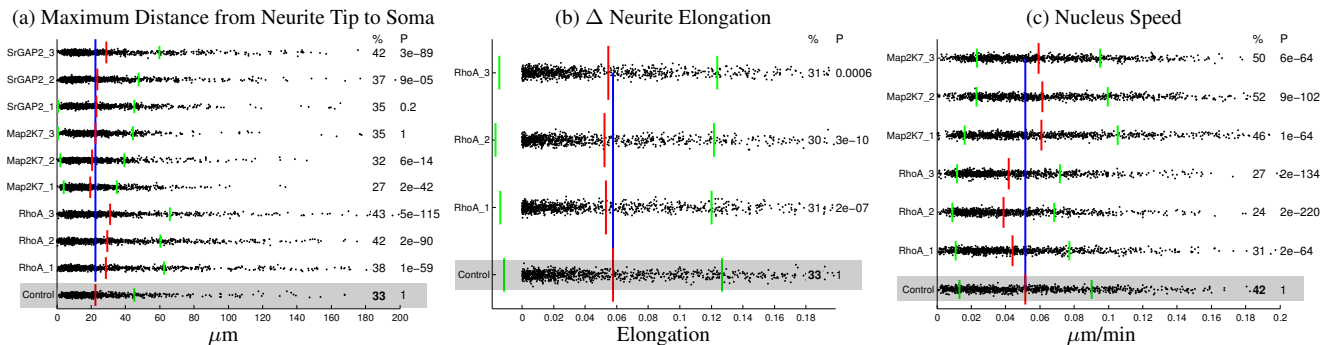 (a) Maximum Distance from Neurite Tip to Soma
% P
SrGAP2_3 42 3e−89
SrGAP2_2 37 9e−05
SrGAP2_1 35 0.2
Map2K7_3 35 1
Map2K7_2 32 6e−14
Map2K7_1 27 2e−42
RhoA_3 43 5e−115
RhoA_2 42 2e−90
RhoA_1 38 1e−59
Control 33 1
0 20 40 60 80 100 120 140 160 180 200
μm
(b) Δ Neurite Elongation
% P
RhoA_3 31 0.0006
RhoA_2 30 3e−10
RhoA_1 31 2e−07
Control 33 1
0 0.02 0.04 0.06 0.08 0.1 0.12 0.14 0.16 0.18 0.2
Elongation
(c) Nucleus Speed
% P
Map2K7_3 50 6e−64
Map2K7_2 52 9e−102
Map2K7_1 46 1e−64
RhoA_3 27 2e−134
RhoA_2 24 2e−220
RhoA_1 31 2e−64
Control 42 1
0 0.02 0.04 0.06 0.08 0.1 0.12 0.14 0.16 0.18 0.2
μm/min